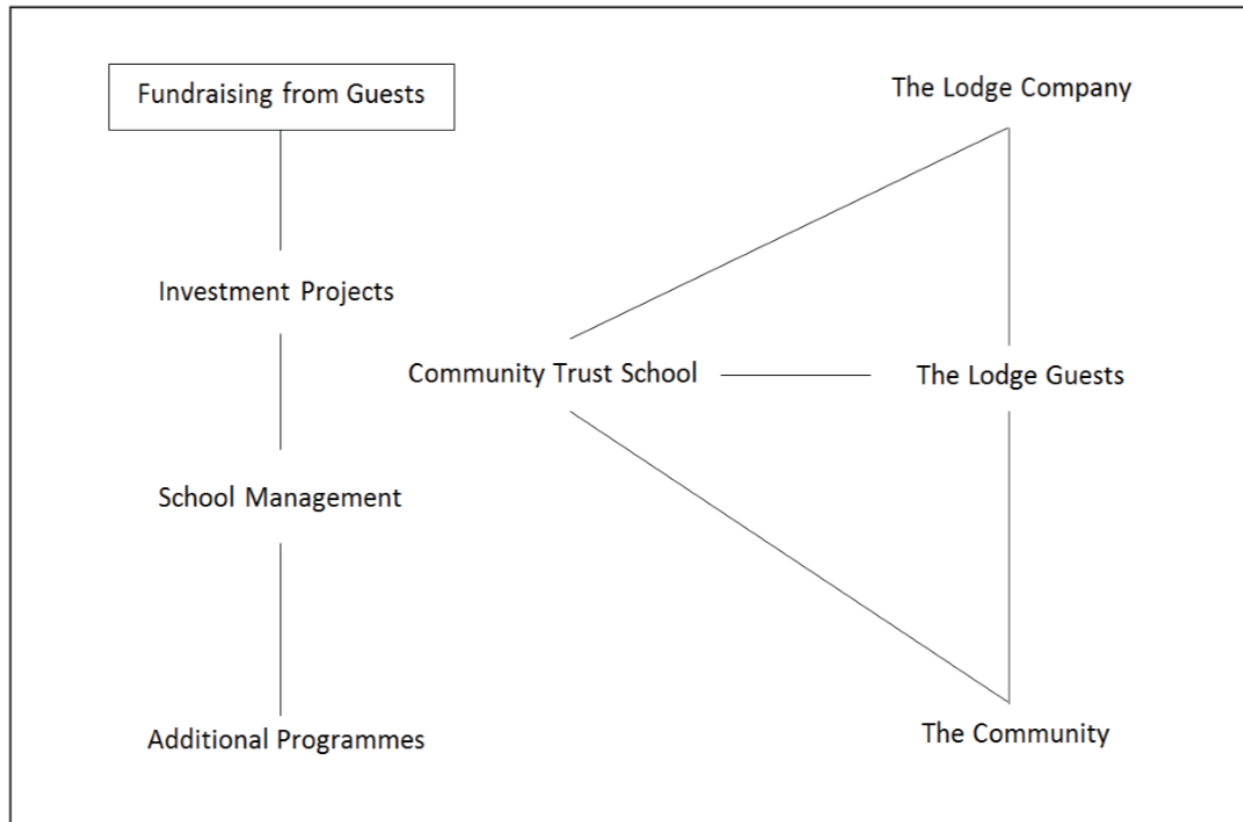 Fundraising from Guests
The Lodge Company
Investment Projects
Community Trust School
The Lodge Guests
School Management
Additional Programmes
The Community